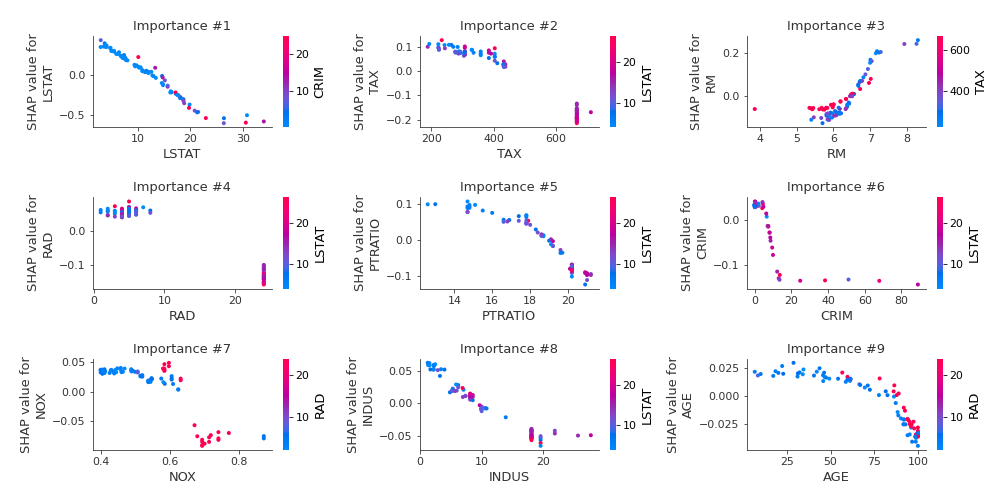 Importance #1
SHAP value for
LSTAT
0.0
−0.5
10
20
30
LSTAT
20
10
CRIM
Importance #2
SHAP value for
TAX
0.1
0.0
−0.1
−0.2
200
400
600
TAX
20
10
LSTAT
Importance #3
SHAP value for
RM
0.2
0.0
4
5
6
7
8
RM
600
400
TAX
Importance #4
SHAP value for
RAD
0.0
−0.1
0
20
RAD
20
10
LSTAT
Importance #5
SHAP value for
PTRATIO
0.1
0.0
−0.1
14
16
18
20
PTRATIO
20
10
LSTAT
Importance #6
SHAP value for
CRIM
0.0
−0.1
0
20
40
60
80
CRIM
20
10
LSTAT
Importance #7
SHAP value for
NOX
0.05
0.00
−0.05
0.4
0.6
0.8
NOX
20
10
RAD
Importance #8
SHAP value for
INDUS
0.05
0.00
−0.05
0
10
20
INDUS
20
10
LSTAT
Importance #9
SHAP value for
AGE
0.025
0.000
−0.025
25
50
75
100
AGE
20
10
RAD